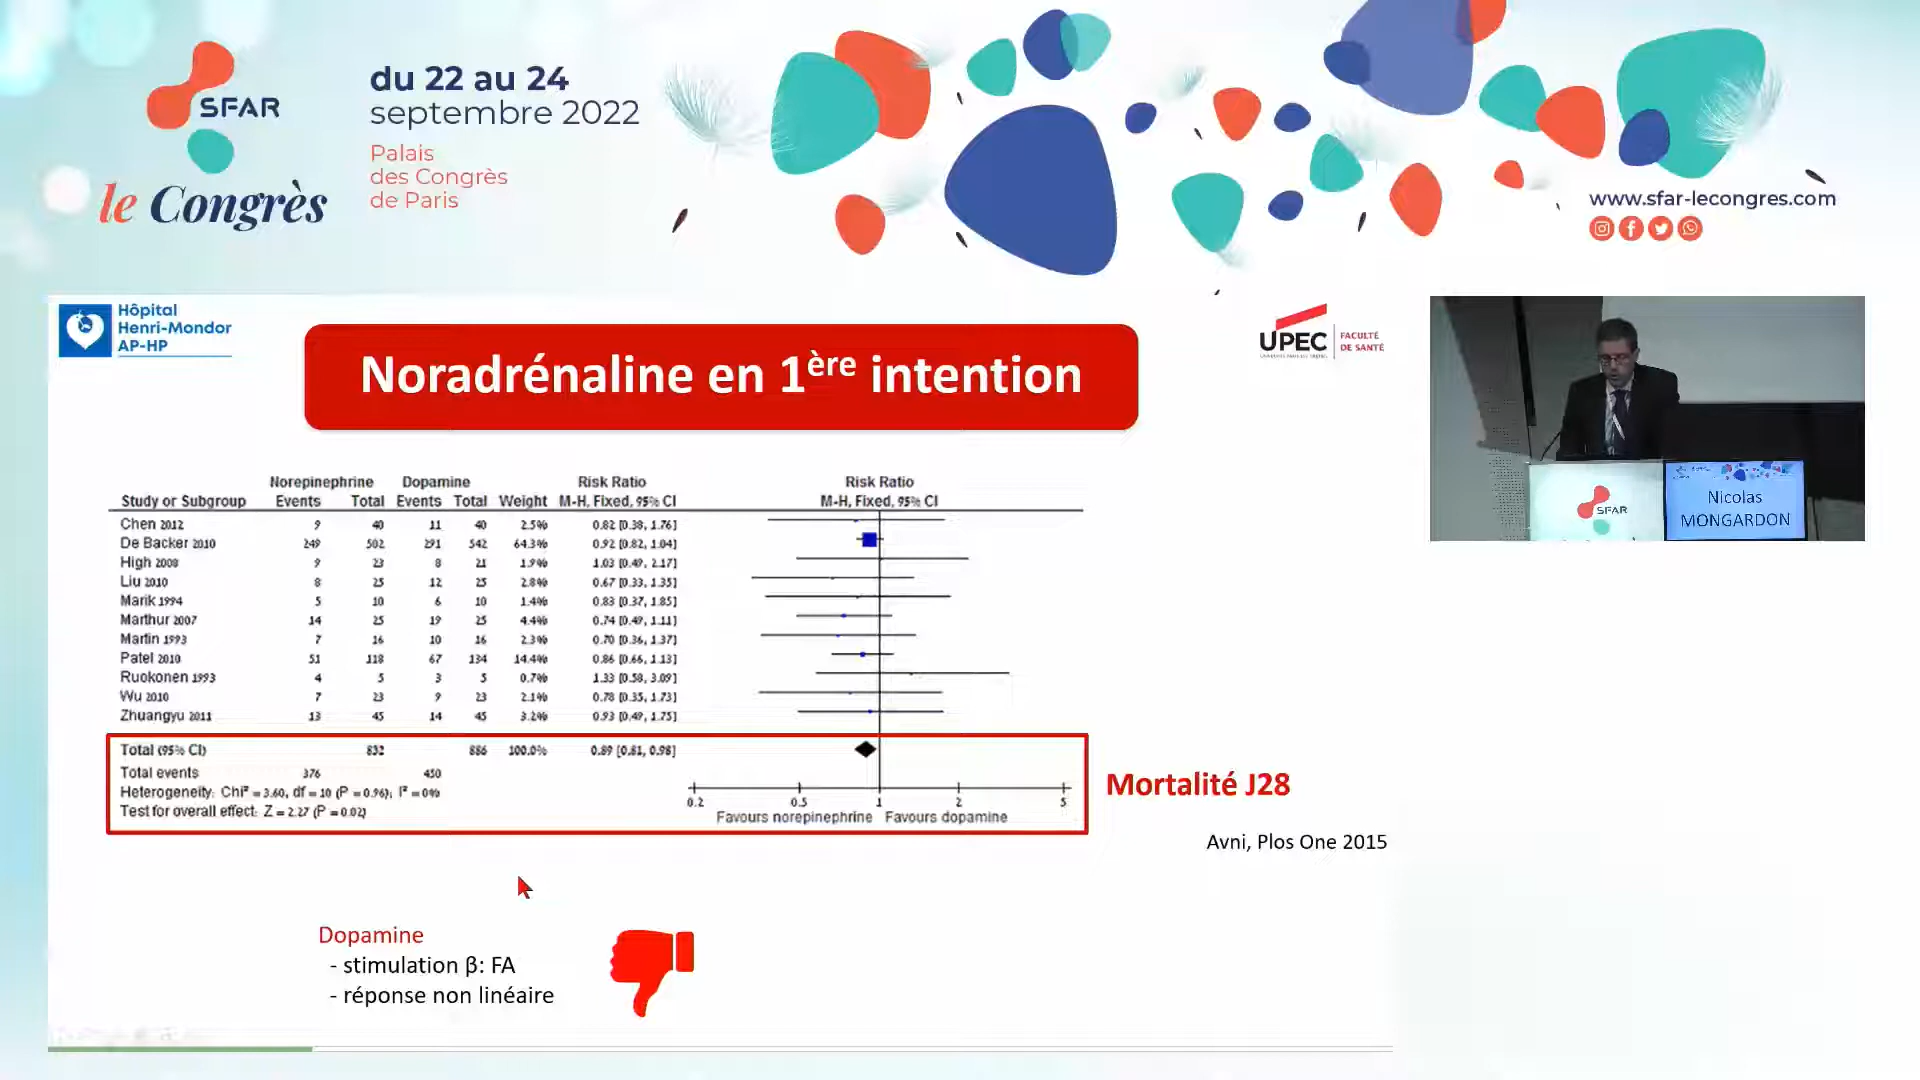 SFAR
le Congrès
du 22 au 24
septembre 2022
Palais
des Congrès
de Paris
www.sfar-lecongres.com
Hôpital
Henri-Mondor
AP-HP
Noradrénaline en 1ère intention
UPEC
FACULTÉ
DE SANTÉ
Norepinephrine Dopamine Risk Ratio Risk Ratio
Study or Subgroup Events Total Events Total Weight M-H, Fixed, 95% CI M-H, Fixed, 95% CI
Chen 2012 9 40 11 40 2.5% 0.82 [0.38, 1.76]
De Backer 2010 249 502 291 542 64.3% 0.92 [0.82, 1.04]
High 2008 9 23 8 21 1.9% 1.03 [0.49, 2.17]
Liu 2010 8 25 12 25 2.8% 0.67 [0.33, 1.35]
Marik 1994 5 10 6 10 1.4% 0.83 [0.37, 1.85]
Marthur 2007 14 25 19 25 4.4% 0.74 [0.49, 1.11]
Martin 1993 7 16 10 16 2.3% 0.70 [0.36, 1.37]
Patel 2010 51 118 67 134 14.4% 0.86 [0.66, 1.13]
Ruokonen 1993 4 5 3 5 0.7% 1.33 [0.58, 3.09]
Wu 2010 7 23 9 23 2.1% 0.78 [0.35, 1.73]
Zhuangyu 2011 13 45 14 45 3.2% 0.93 [0.49, 1.75]
Total (95% CI) 832 886 100.0% 0.89 [0.81, 0.98]
Total events 376 450
Heterogeneity: Chi² = 3.60, df = 10 (P = 0.96); I² = 0%
Test for overall effect: Z = 2.27 (P = 0.02)
0.2 0.5 1 2 5
Favours norepinephrine Favours dopamine
Mortalité J28
Avni, Plos One 2015
Dopamine
- stimulation β: FA
- réponse non linéaire
SFAR
Nicolas
MONGARDON